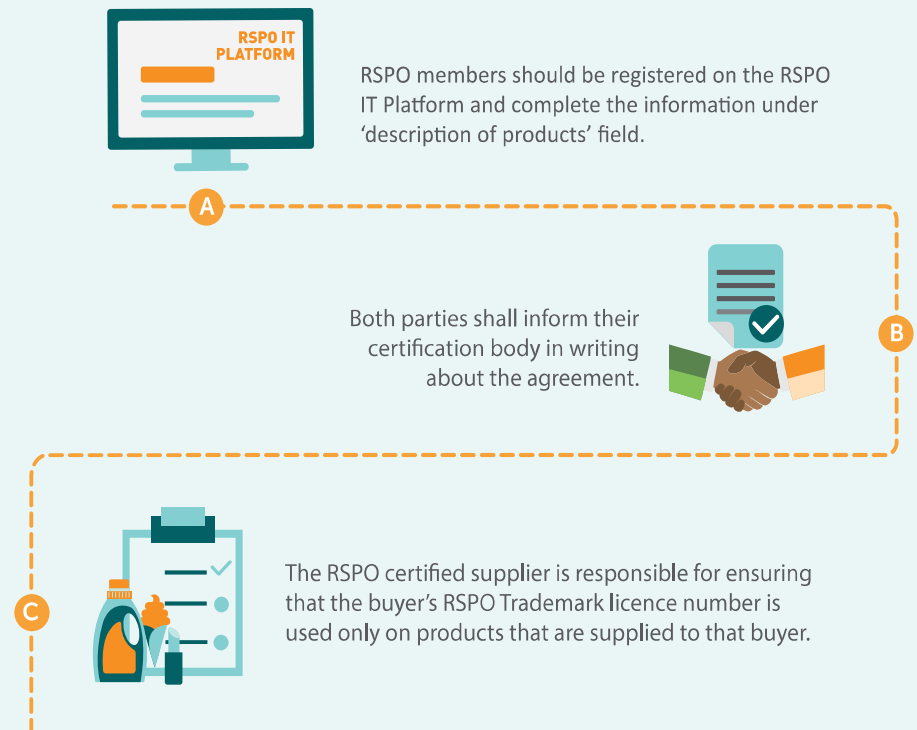 RSPO IT
PLATFORM
RSPO members should be registered on the RSPO
IT Platform and complete the information under
‘description of products’ field.
A
Both parties shall inform their
certification body in writing
about the agreement.
B
The RSPO certified supplier is responsible for ensuring
that the buyer’s RSPO Trademark licence number is
used only on products that are supplied to that buyer.
C